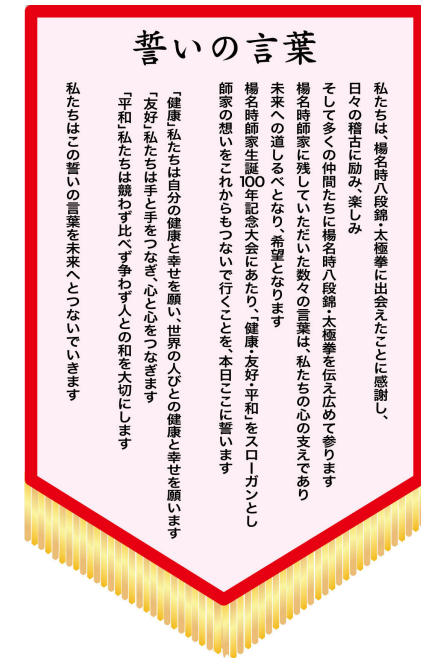 誓いの言葉
私たちは、楊名時八段錦・太極拳に出会えたことに感謝し、
日々の稽古に励み、楽しみ
そして多くの仲間たちに楊名時八段錦・太極拳を伝え広めて参ります
楊名時師家に残していただいた数々の言葉は、私たちの心の支えであり
未来への道しるべとなり、希望となります
楊名時師家生誕100年記念大会にあたり、「健康・友好・平和」をスローガンとし
師家の想いをこれからもつないで行くことを、本日ここに誓います
「健康」私たちは自分の健康と幸せを願い、世界の人びとの健康と幸せを願います
「友好」私たちは手と手をつなぎ、心と心をつなぎます
「平和」私たちは競わず比べず争わず人との和を大切にします
私たちはこの誓いの言葉を未来へとつないでいきます